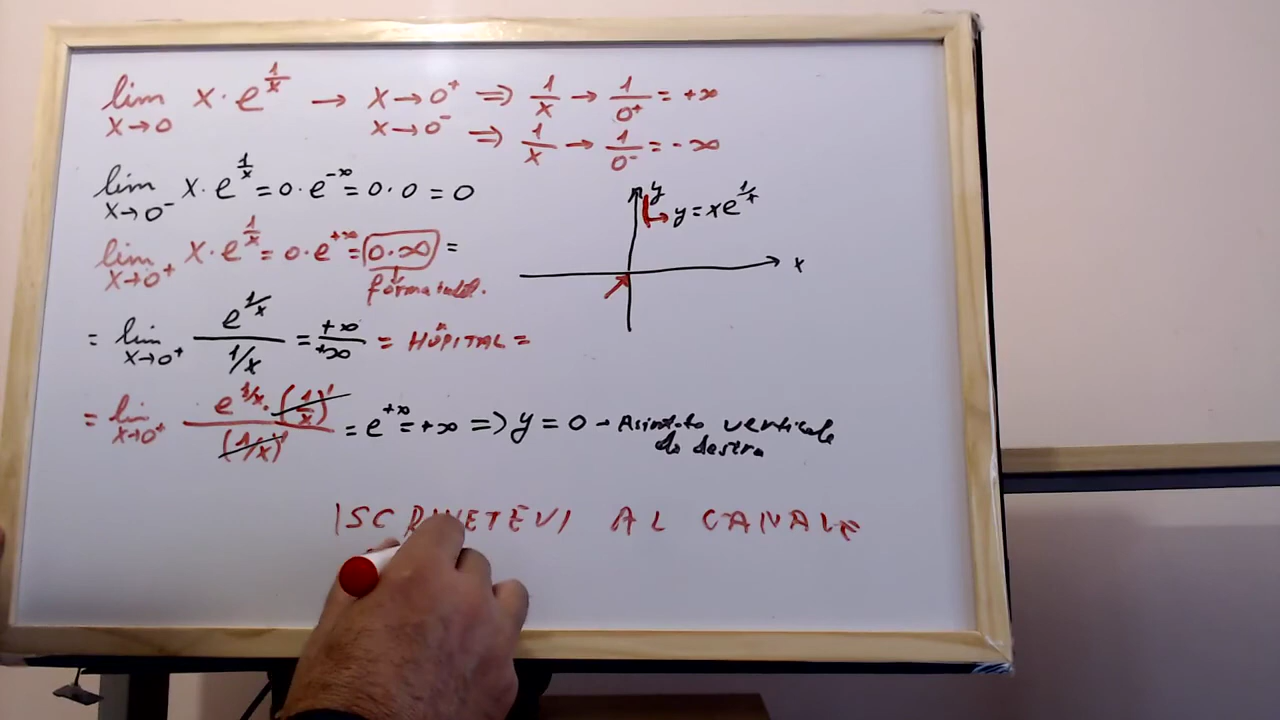 lim x→0 x·e^(1/x) → x→0⁺ ⇒ 1/x → 1/0⁺ = +∞
x→0⁻ ⇒ 1/x → 1/0⁻ = -∞
lim x→0⁻ x·e^(1/x) = 0·e^(-∞) = 0·0 = 0
lim x→0⁺ x·e^(1/x) = 0·e^(+∞) = 0·∞ =
forma indet.
= lim x→0⁺ e^(1/x) / (1/x) = +∞/+∞ = HÔPITAL =
= lim x→0⁺ e^(1/x)·(1/x)' / (1/x)' = e^(+∞) = +∞ ⇒ y = 0 → Asintoto verticale
da destra
y
y = xe^(1/x)
x
ISCRIVETEVI AL CANALE